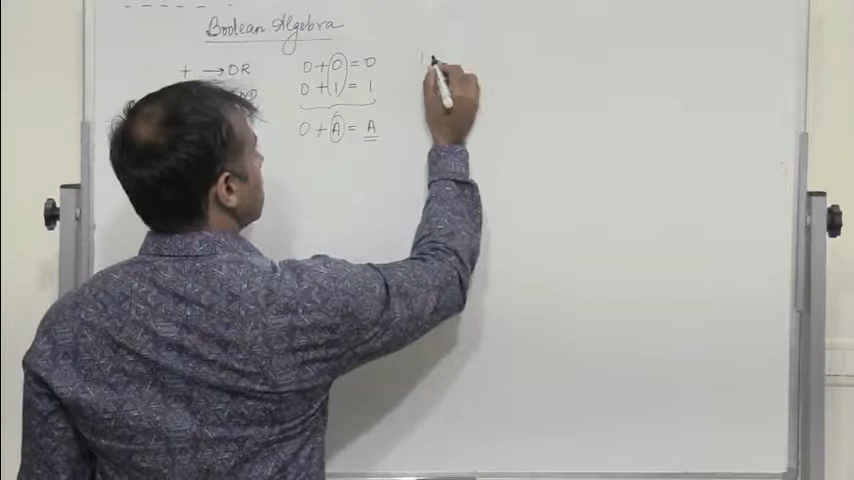 Boolean Algebra
+ → OR
0 + 0 = 0
0 + 1 = 1
0 + A = A